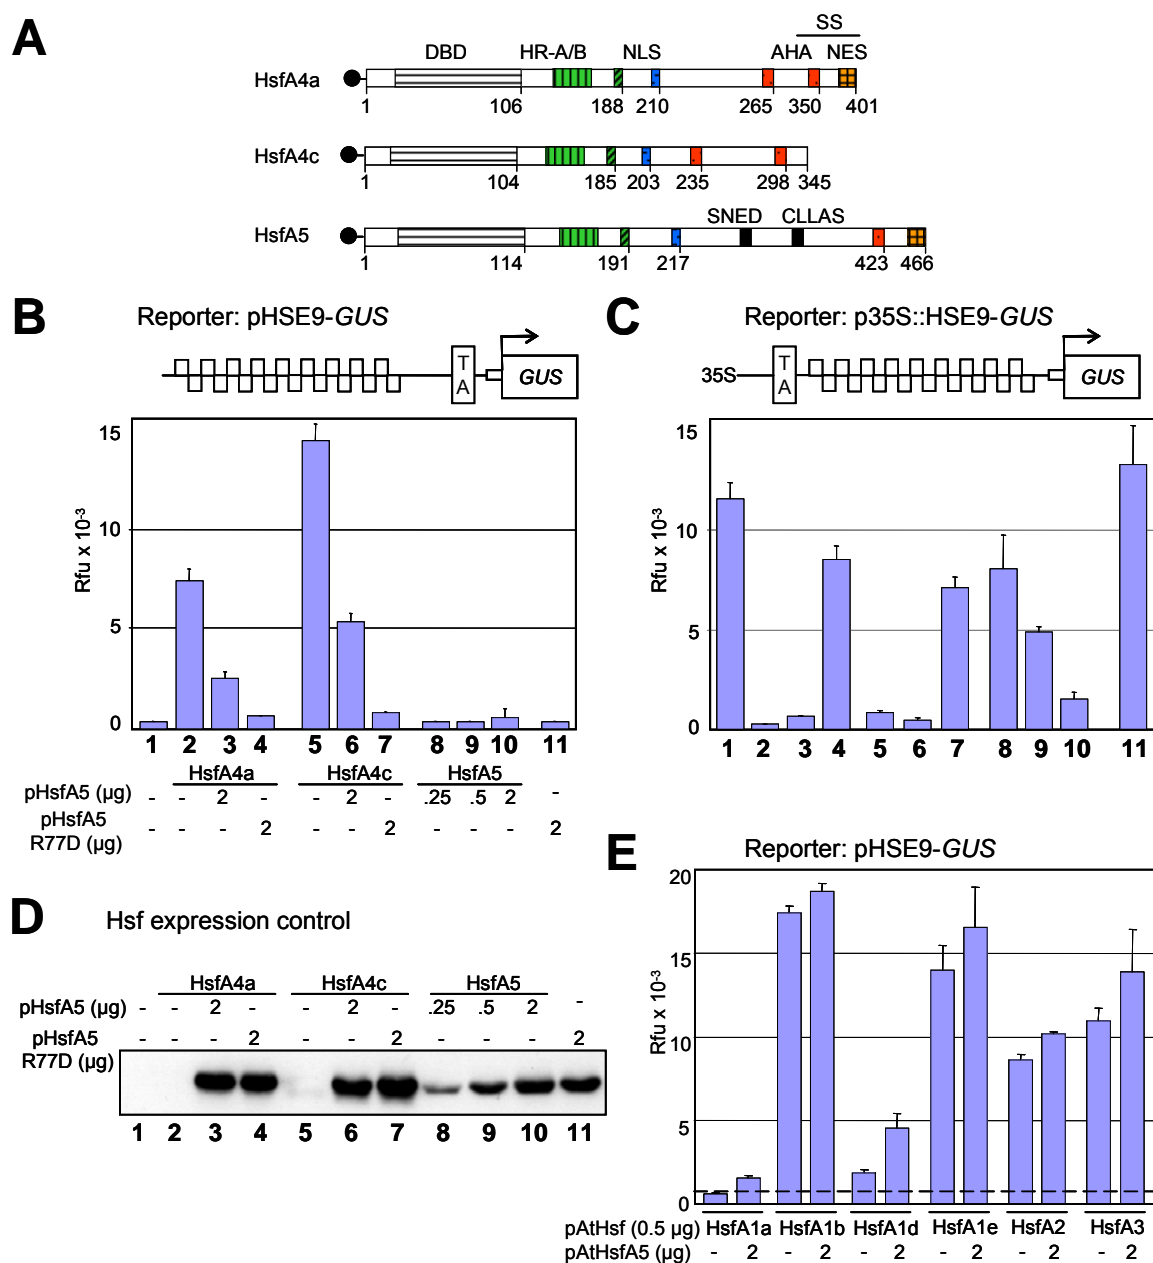 A
SS
DBD HR-A/B NLS AHA NES
HsfA4a
1 106 188 210 265 350 401
HsfA4c
1 104 185 203 235 298 345
SNED CLLAS
HsfA5
1 114 191 217 423 466
B
Reporter: pHSE9-GUS
T
A
GUS
15
10
5
0
Rfu x 10-3
1 2 3 4 5 6 7 8 9 10 11
HsfA4a HsfA4c HsfA5
pHsfA5 (µg) - - 2 - - 2 - .25 .5 2 -
pHsfA5
R77D (µg) - - - 2 - - 2 - - - 2
C
Reporter: p35S::HSE9-GUS
35S
T
A
GUS
15
10
5
0
Rfu x 10-3
1 2 3 4 5 6 7 8 9 10 11
D
Hsf expression control
HsfA4a HsfA4c HsfA5
pHsfA5 (µg) - - 2 - - 2 - .25 .5 2 -
pHsfA5
R77D (µg) - - - 2 - - 2 - - - 2
1 2 3 4 5 6 7 8 9 10 11
E
Reporter: pHSE9-GUS
20
15
10
5
0
Rfu x 10-3
pAtHsf (0.5 µg) HsfA1a HsfA1b HsfA1d HsfA1e HsfA2 HsfA3
pAtHsfA5 (µg) - 2 - 2 - 2 - 2 - 2 - 2